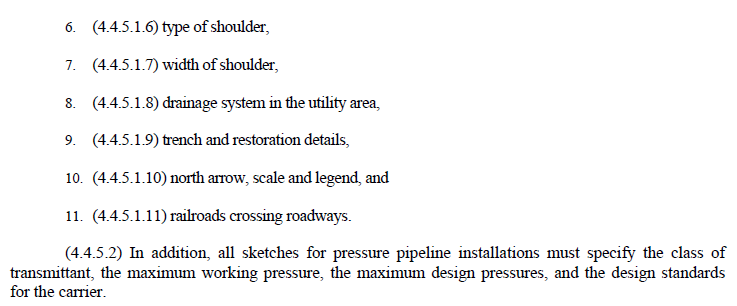 6. (4.4.5.1.6) type of shoulder,
7. (4.4.5.1.7) width of shoulder,
8. (4.4.5.1.8) drainage system in the utility area,
9. (4.4.5.1.9) trench and restoration details,
10. (4.4.5.1.10) north arrow, scale and legend, and
11. (4.4.5.1.11) railroads crossing roadways.
(4.4.5.2) In addition, all sketches for pressure pipeline installations must specify the class of
transmittant, the maximum working pressure, the maximum design pressures, and the design standards
for the carrier.